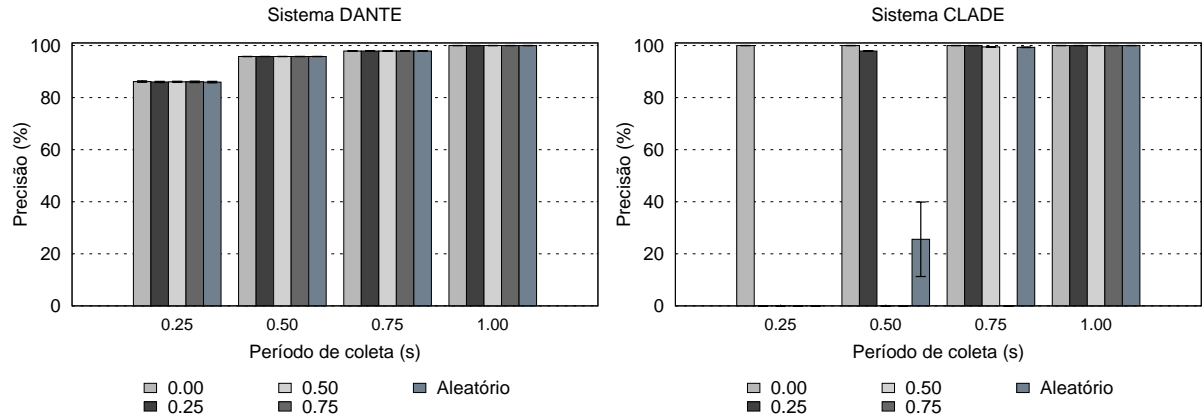 Sistema DANTE
100
80
60
40
20
0
Precisão (%)
0.25 0.50 0.75 1.00
Período de coleta (s)
0.00 0.50 Aleatório
0.25 0.75
Sistema CLADE
100
80
60
40
20
0
Precisão (%)
0.25 0.50 0.75 1.00
Período de coleta (s)
0.00 0.50 Aleatório
0.25 0.75